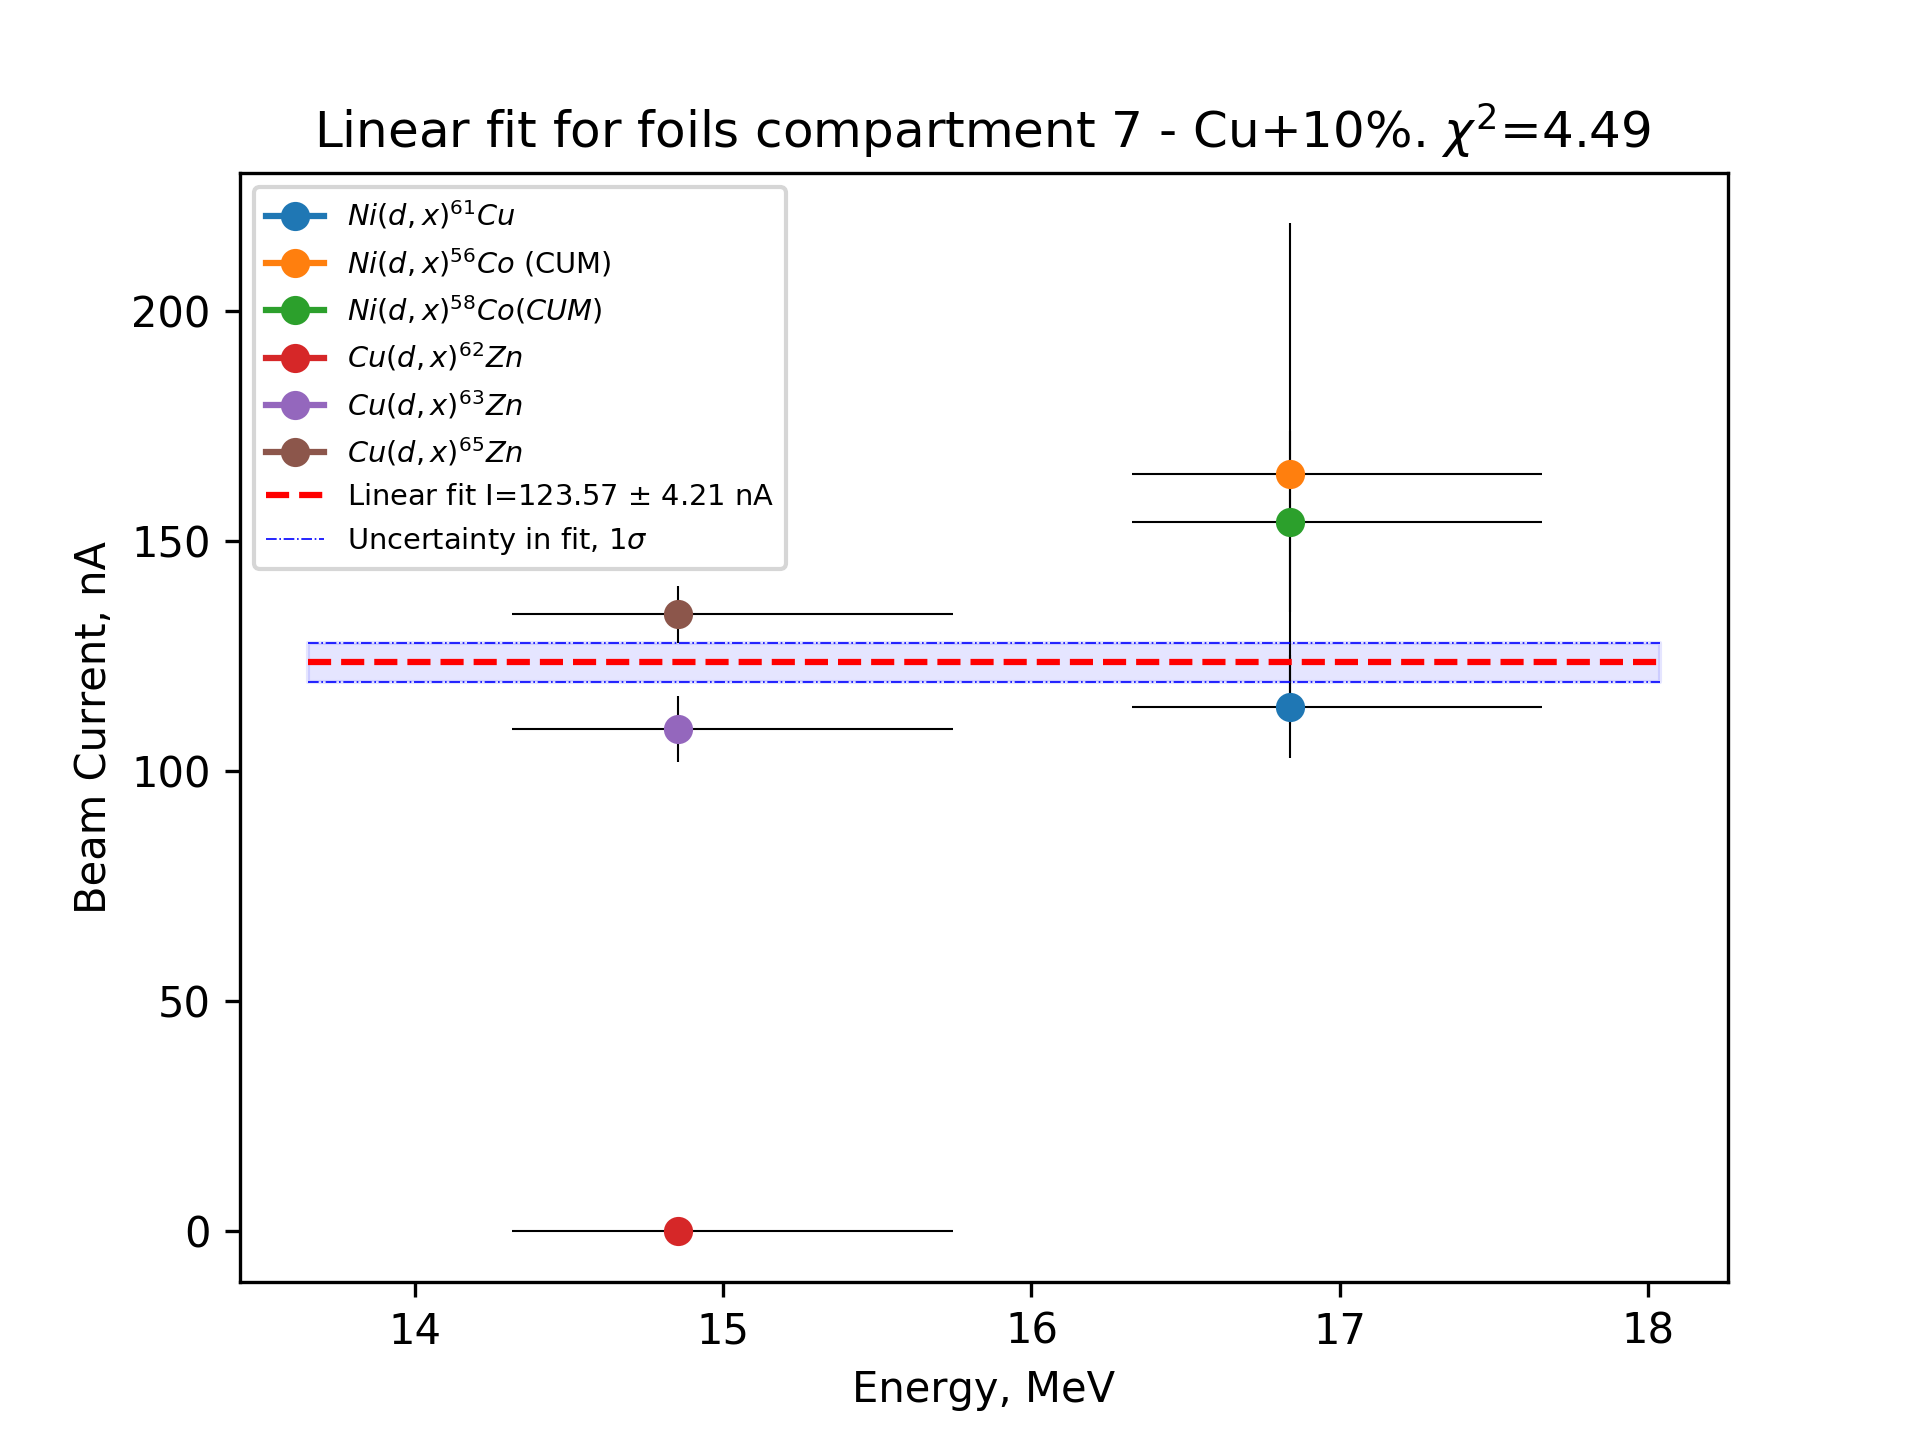 Linear fit for foils compartment 7 - Cu+10%. χ²=4.49
Ni(d, x)⁶¹Cu
Ni(d, x)⁵⁶Co (CUM)
Ni(d, x)⁵⁸Co(CUM)
Cu(d, x)⁶²Zn
Cu(d, x)⁶³Zn
Cu(d, x)⁶⁵Zn
Linear fit I=123.57 ± 4.21 nA
Uncertainty in fit, 1σ
Beam Current, nA
200
150
100
50
0
14 15 16 17 18
Energy, MeV